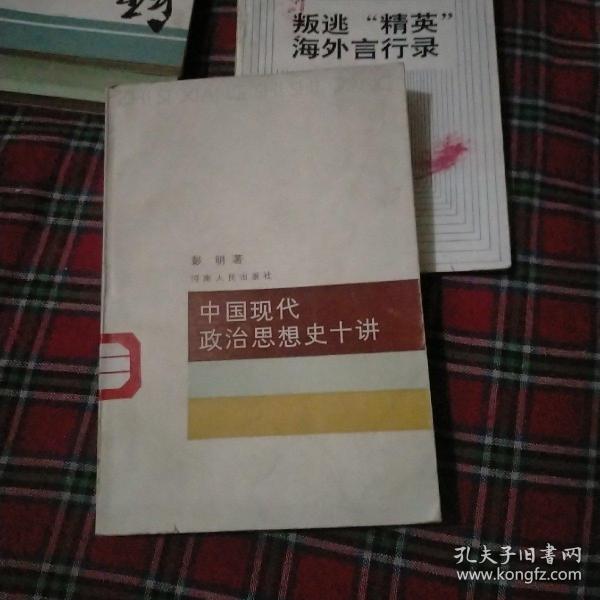 叛逃“精英”
海外言行录
彭 明 著
河南人民出版社
中国现代
政治思想史十讲
孔夫子旧书网
www.kongfz.com